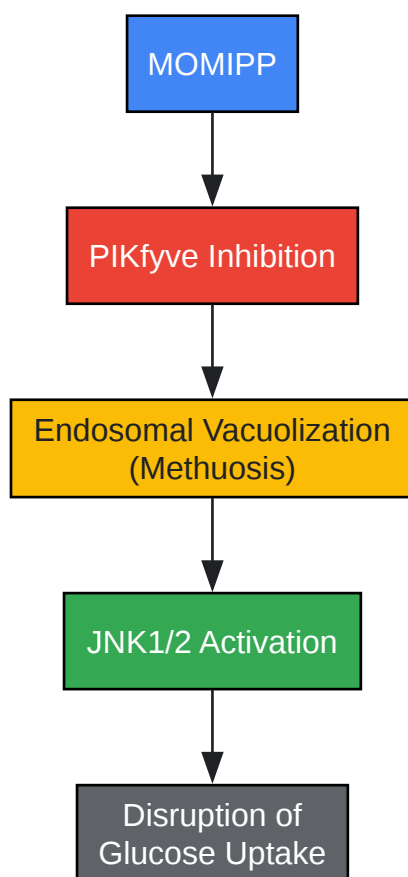 MOMIPP
PIKfyve Inhibition
Endosomal Vacuolization
(Methuosis)
JNK1/2 Activation
Disruption of
Glucose Uptake